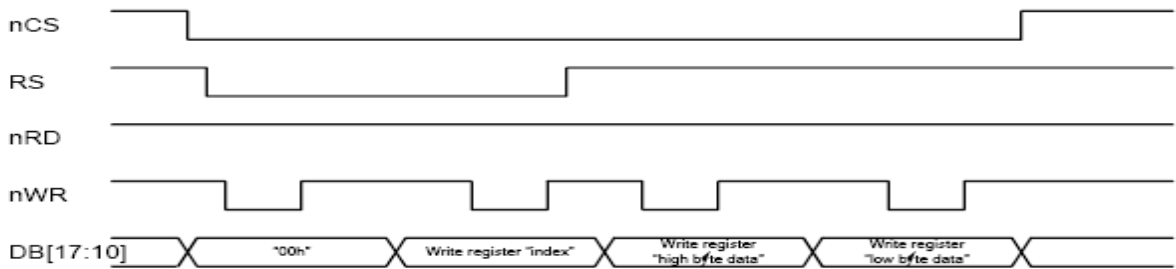 nCS
RS
nRD
nWR
DB[17:10]
"00h"
Write register "index"
Write register
"high byte data"
Write register
"low byte data"